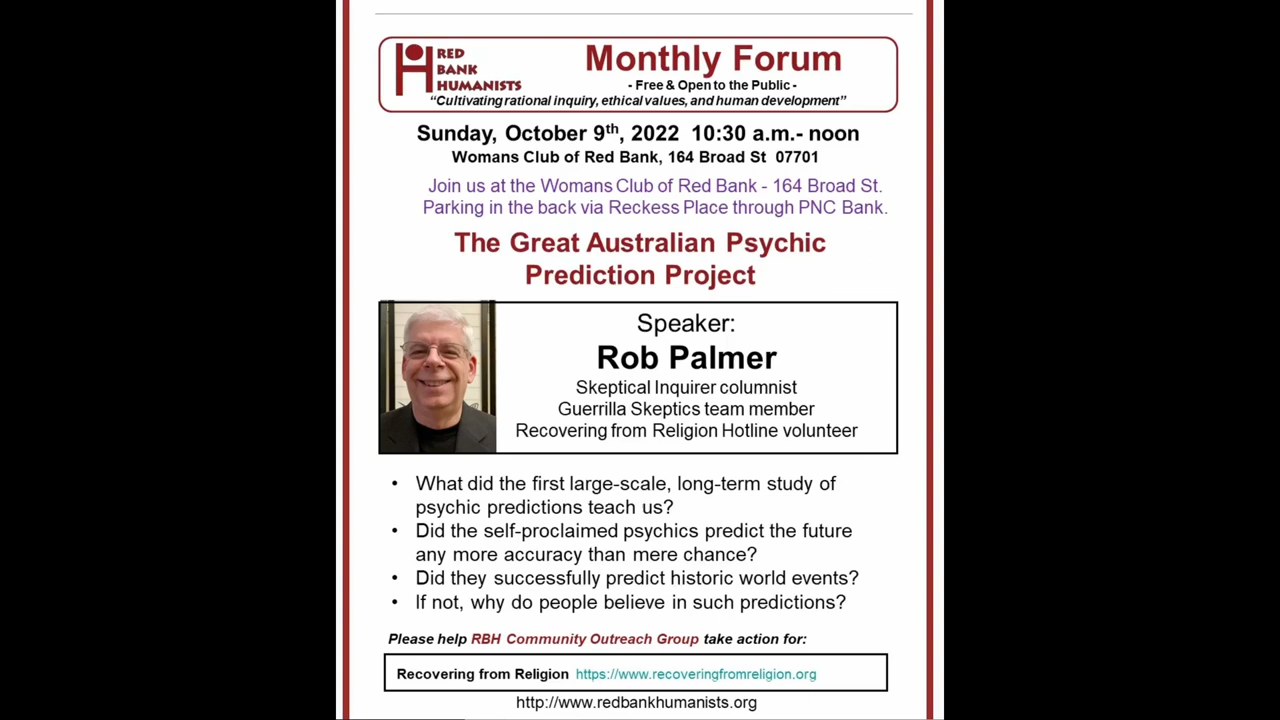 RED
BANK
HUMANISTS
Monthly Forum
- Free & Open to the Public -
“Cultivating rational inquiry, ethical values, and human development”
Sunday, October 9th, 2022 10:30 a.m.- noon
Womans Club of Red Bank, 164 Broad St 07701
Join us at the Womans Club of Red Bank - 164 Broad St.
Parking in the back via Reckess Place through PNC Bank.
The Great Australian Psychic
Prediction Project
Speaker:
Rob Palmer
Skeptical Inquirer columnist
Guerrilla Skeptics team member
Recovering from Religion Hotline volunteer
• What did the first large-scale, long-term study of
psychic predictions teach us?
• Did the self-proclaimed psychics predict the future
any more accuracy than mere chance?
• Did they successfully predict historic world events?
• If not, why do people believe in such predictions?
Please help RBH Community Outreach Group take action for:
Recovering from Religion https://www.recoveringfromreligion.org
http://www.redbankhumanists.org